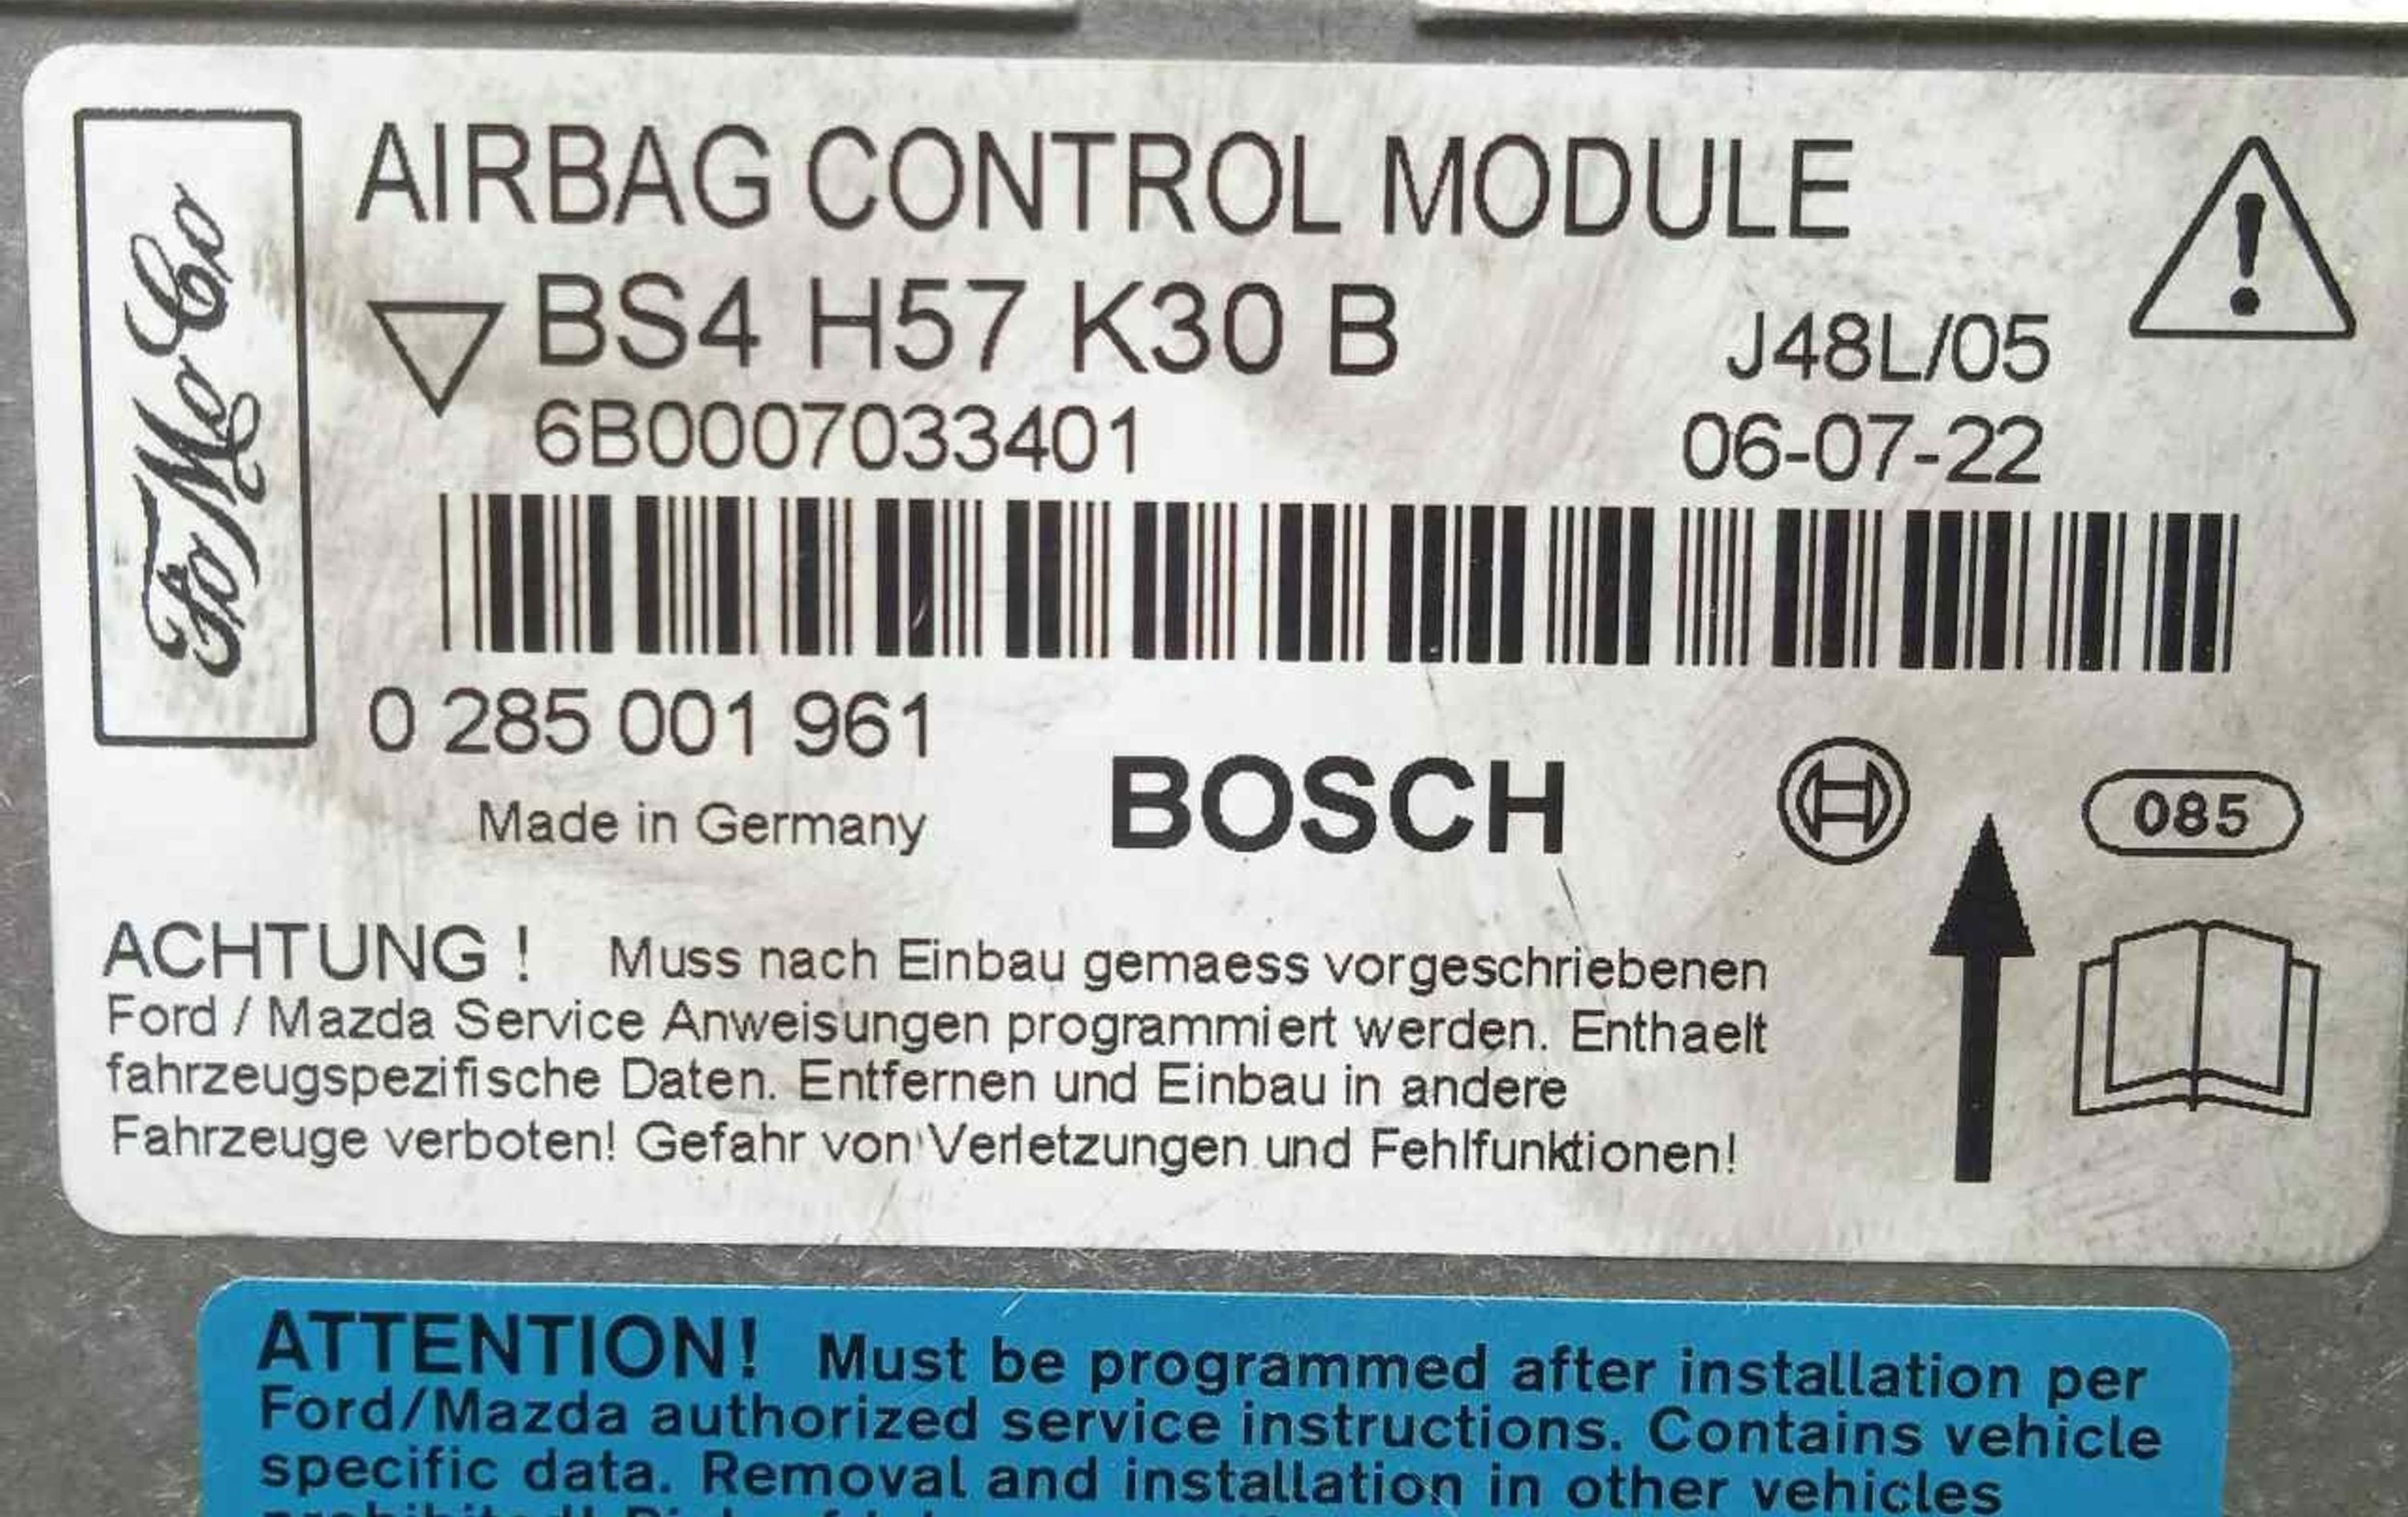 FoMoCo
AIRBAG CONTROL MODULE
BS4 H57 K30 B
J48L/05
6B0007033401
06-07-22
0 285 001 961
Made in Germany
BOSCH
085
ACHTUNG ! Muss nach Einbau gemaess vorgeschriebenen
Ford / Mazda Service Anweisungen programmiert werden. Enthaelt
fahrzeugspezifische Daten. Entfernen und Einbau in andere
Fahrzeuge verboten! Gefahr von Verletzungen und Fehlfunktionen!
ATTENTION! Must be programmed after installation per
Ford/Mazda authorized service instructions. Contains vehicle
specific data. Removal and installation in other vehicles